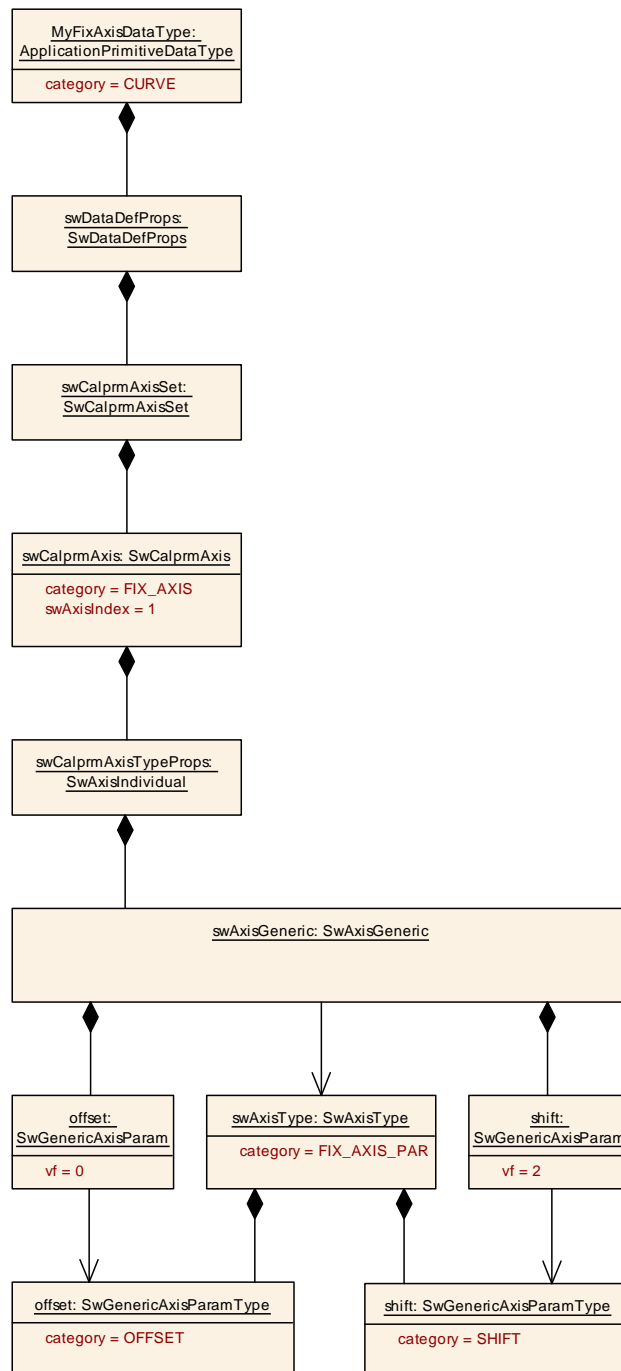 MyFixAxisDataType:
ApplicationPrimitiveDataType
category = CURVE
swDataDefProps:
SwDataDefProps
swCalprmAxisSet:
SwCalprmAxisSet
swCalprmAxis: SwCalprmAxis
category = FIX_AXIS
swAxisIndex = 1
swCalprmAxisTypeProps:
SwAxisIndividual
swAxisGeneric: SwAxisGeneric
offset:
SwGenericAxisParam
vf = 0
swAxisType: SwAxisType
category = FIX_AXIS_PAR
shift:
SwGenericAxisParam
vf = 2
offset: SwGenericAxisParamType
category = OFFSET
shift: SwGenericAxisParamType
category = SHIFT